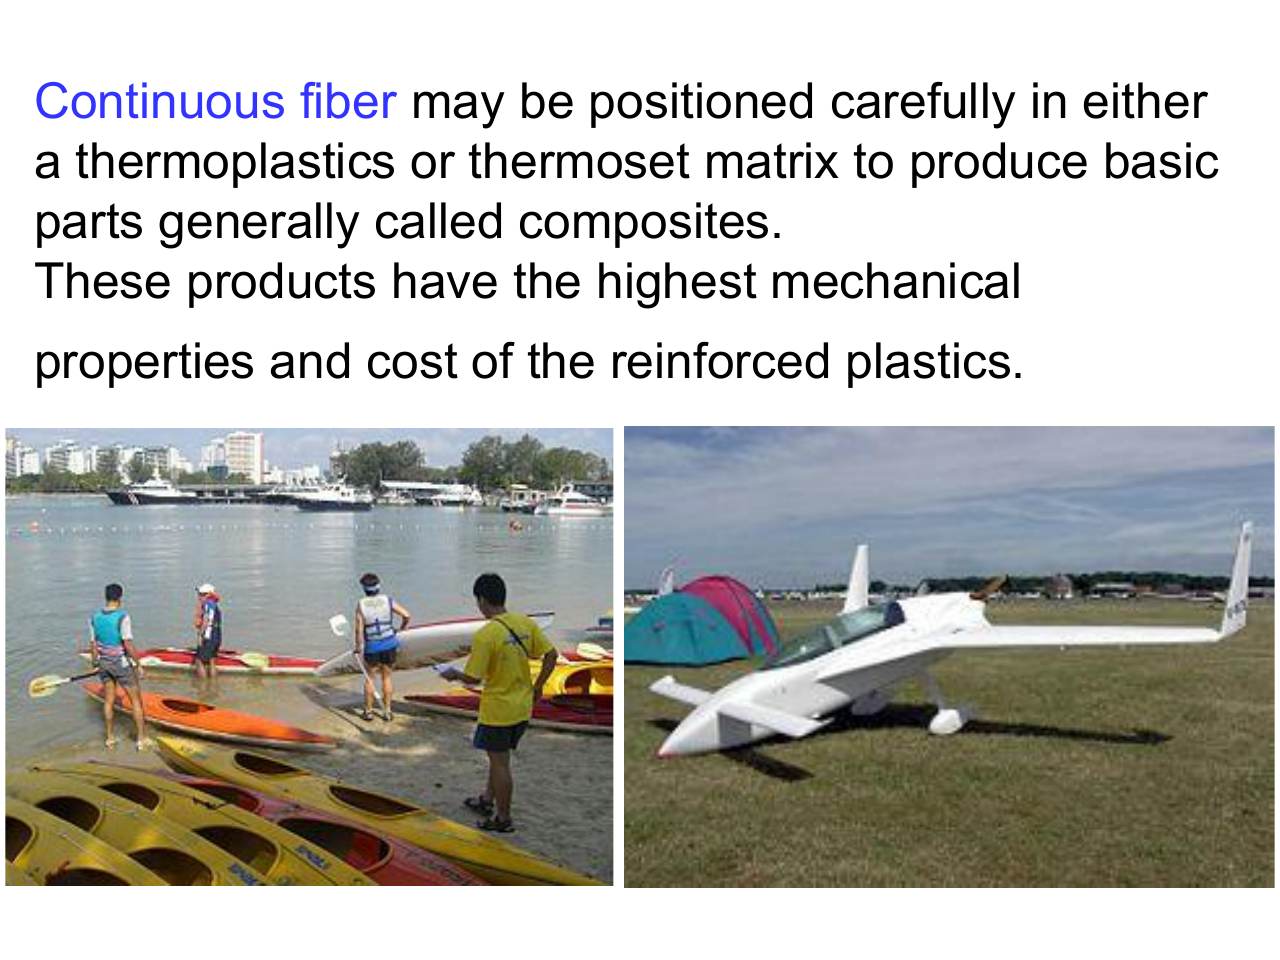 Continuous fiber may be positioned carefully in either
a thermoplastics or thermoset matrix to produce basic
parts generally called composites.
These products have the highest mechanical
properties and cost of the reinforced plastics.